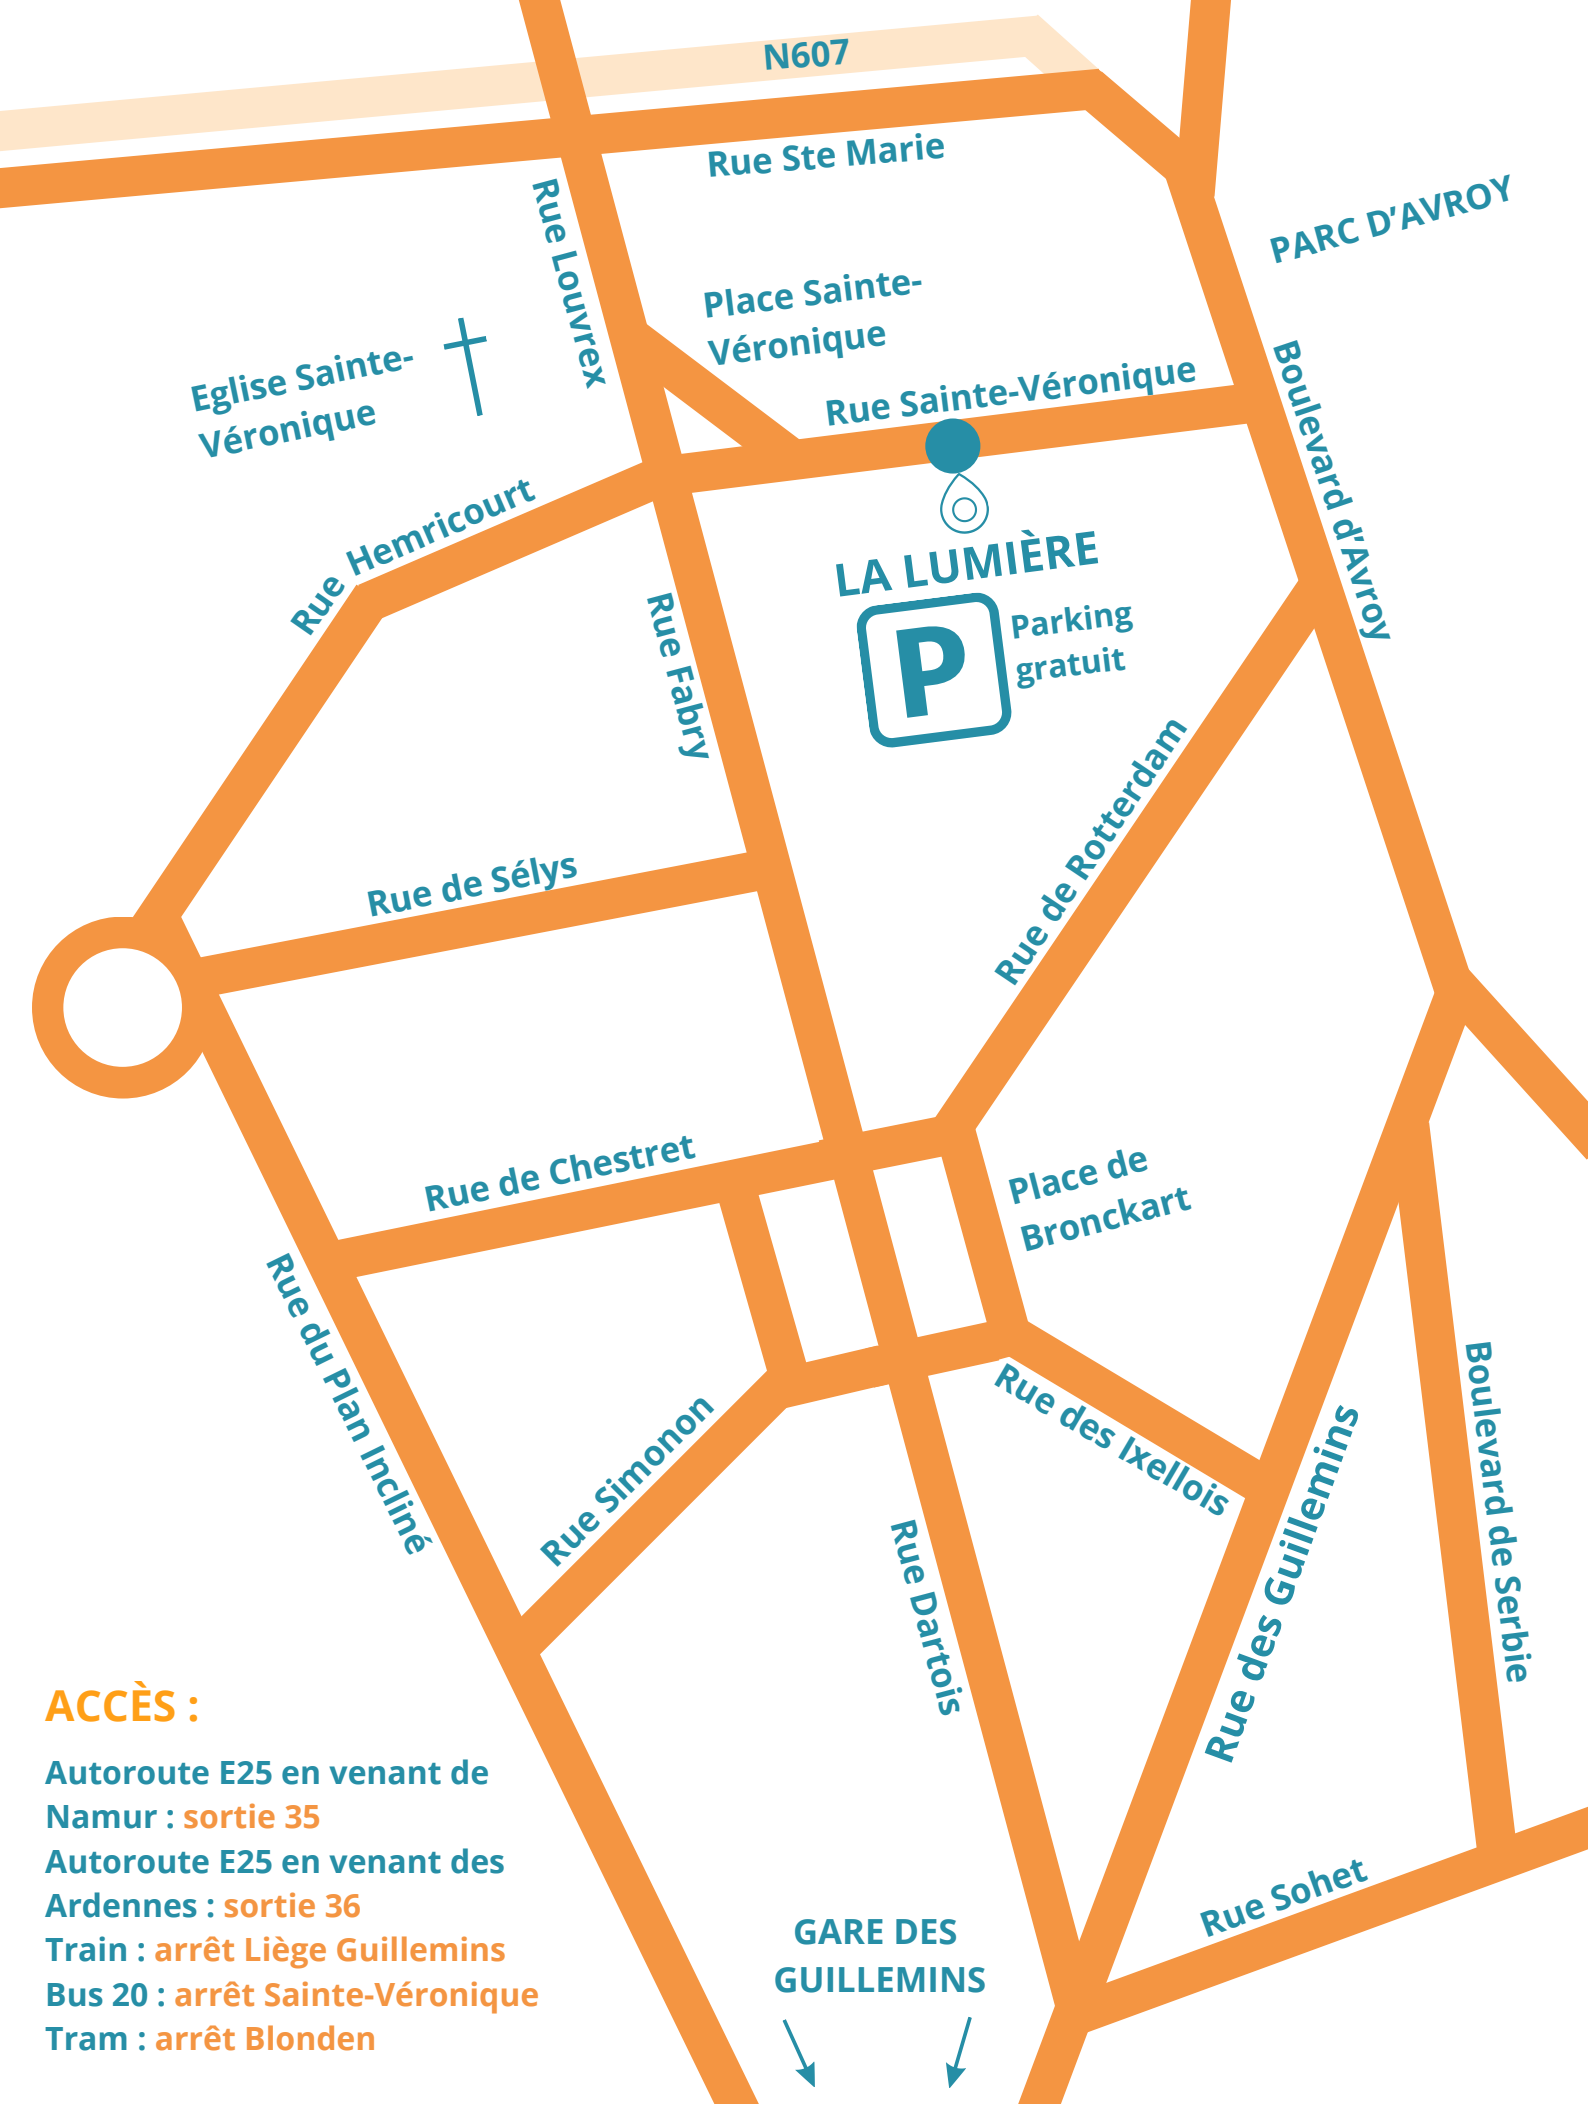 N607
Rue Ste Marie
PARC D’AVROY
Rue Louvrex
Place Sainte-
Véronique
Eglise Sainte-
Véronique
Rue Sainte-Véronique
Boulevard d’Avroy
Rue Hemricourt
LA LUMIÈRE
P
Parking
gratuit
Rue Fabry
Rue de Rotterdam
Rue de Sélys
Rue de Chestret
Place de
Bronckart
Rue du Plan Incliné
Rue Simonon
Rue des Ixellois
Rue Dartois
Rue des Guillemins
Boulevard de Serbie
Rue Sohet
GARE DES
GUILLEMINS
ACCÈS :
Autoroute E25 en venant de
Namur : sortie 35
Autoroute E25 en venant des
Ardennes : sortie 36
Train : arrêt Liège Guillemins
Bus 20 : arrêt Sainte-Véronique
Tram : arrêt Blonden